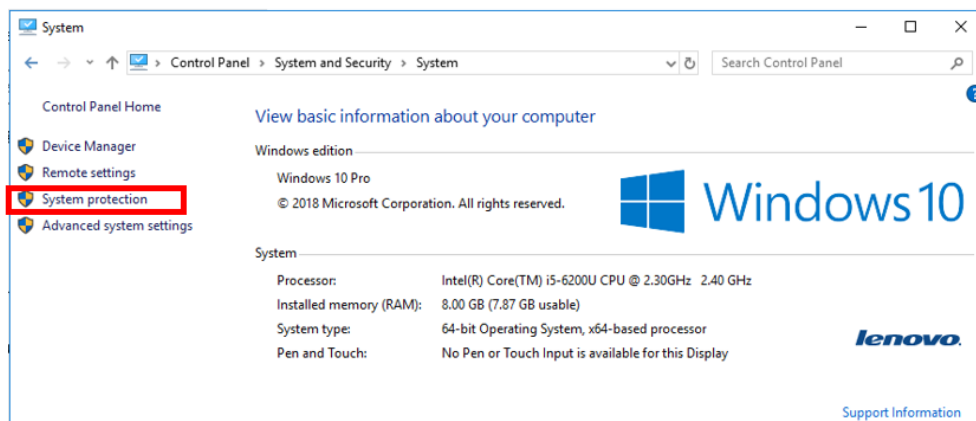 System
Control Panel > System and Security > System
Search Control Panel
Control Panel Home
Device Manager
Remote settings
System protection
Advanced system settings
View basic information about your computer
Windows edition
Windows 10 Pro
© 2018 Microsoft Corporation. All rights reserved.
Windows 10
System
Processor: Intel(R) Core(TM) i5-6200U CPU @ 2.30GHz 2.40 GHz
Installed memory (RAM): 8.00 GB (7.87 GB usable)
System type: 64-bit Operating System, x64-based processor
Pen and Touch: No Pen or Touch Input is available for this Display
lenovo.
Support Information